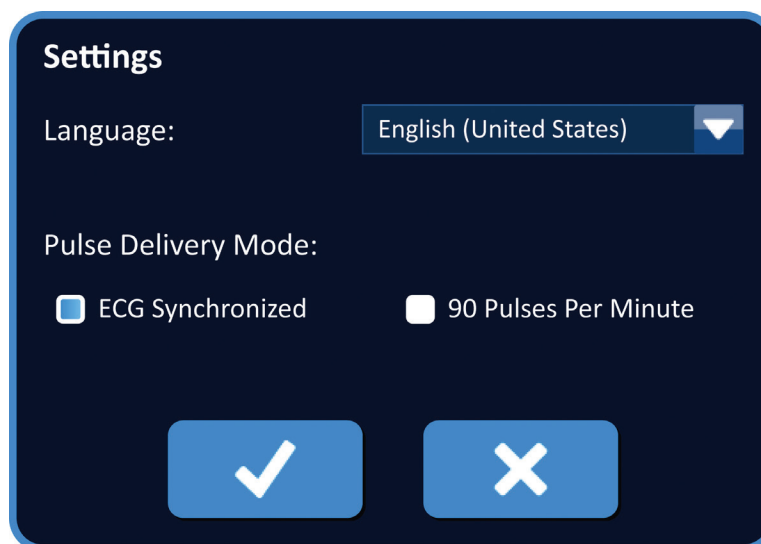 Settings
Language: English (United States)
Pulse Delivery Mode:
ECG Synchronized 90 Pulses Per Minute